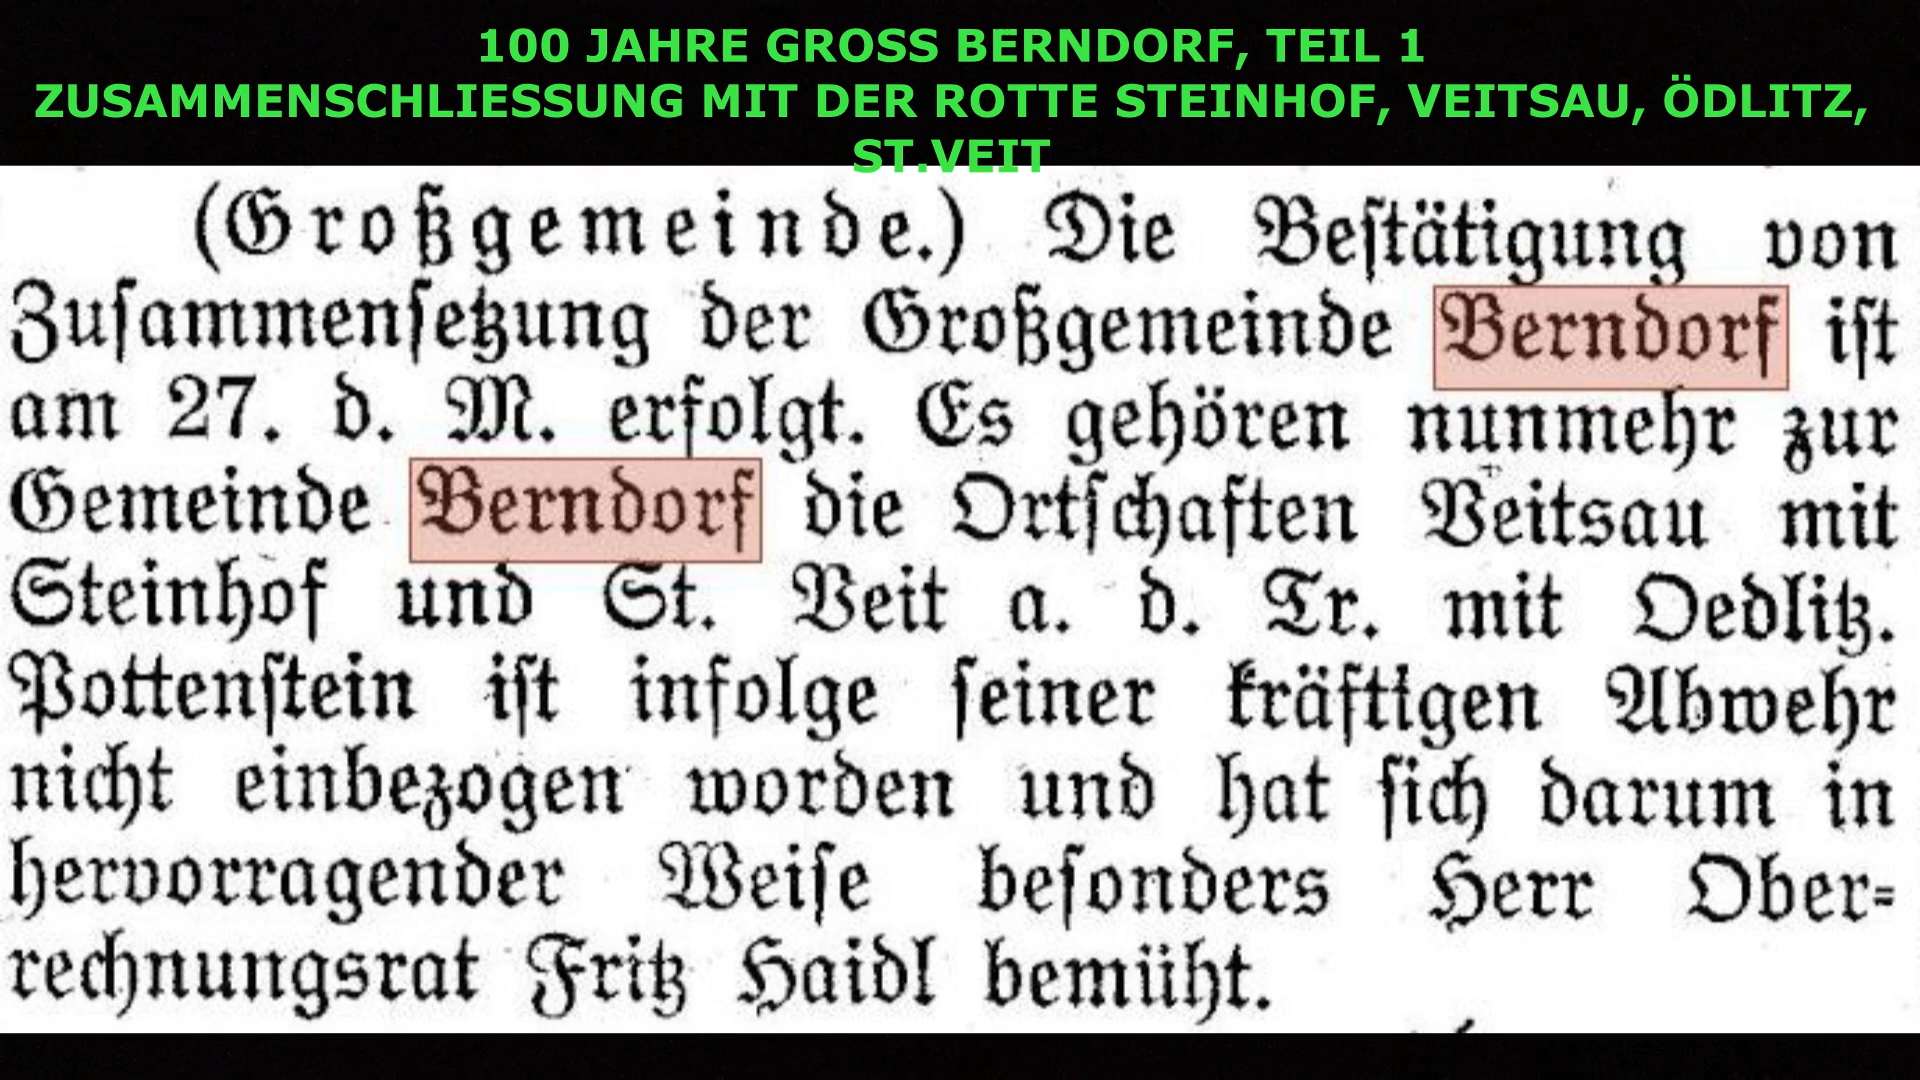 100 JAHRE GROSS BERNDORF, TEIL 1
ZUSAMMENSCHLIESSUNG MIT DER ROTTE STEINHOF, VEITSAU, ÖDLITZ,
ST.VEIT
(Großgemeinde.) Die Beſtätigung von
Zuſammenſetzung der Großgemeinde Berndorf iſt
am 27. d. M. erfolgt. Es gehören nunmehr zur
Gemeinde Berndorf die Ortſchaften Veitsau mit
Steinhof und St. Veit a. d. Tr. mit Oedlitz.
Pottenſtein iſt infolge ſeiner kräftigen Abwehr
nicht einbezogen worden und hat ſich darum in
hervorragender Weiſe beſonders Herr Ober-
rechnungsrat Fritz Haidl bemüht.